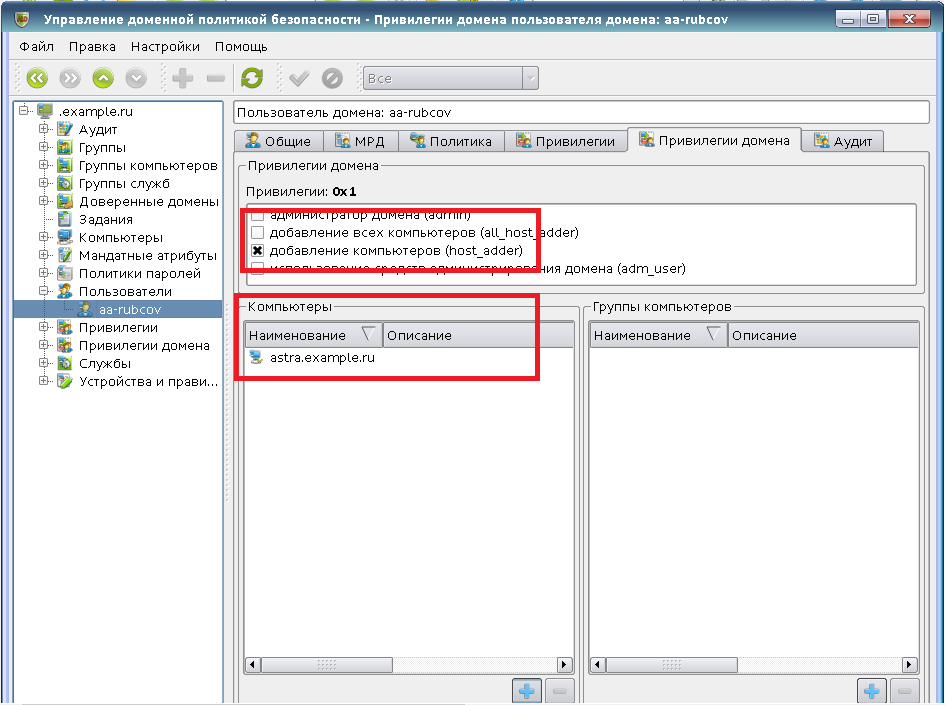 Управление доменной политикой безопасности - Привилегии домена пользователя домена: aa-rubcov
Файл Правка Настройки Помощь
Все
.example.ru
Аудит
Группы
Группы компьютеров
Группы служб
Доверенные домены
Задания
Компьютеры
Мандатные атрибуты
Политики паролей
Пользователи
aa-rubcov
Привилегии
Привилегии домена
Службы
Устройства и прави...
Пользователь домена: aa-rubcov
Общие МРД Политика Привилегии Привилегии домена Аудит
Привилегии домена
Привилегии: 0x1
администратор домена (admin)
добавление всех компьютеров (all_host_adder)
добавление компьютеров (host_adder)
использование средств администрирования домена (adm_user)
Компьютеры
Наименование Описание
astra.example.ru
Группы компьютеров
Наименование Описание